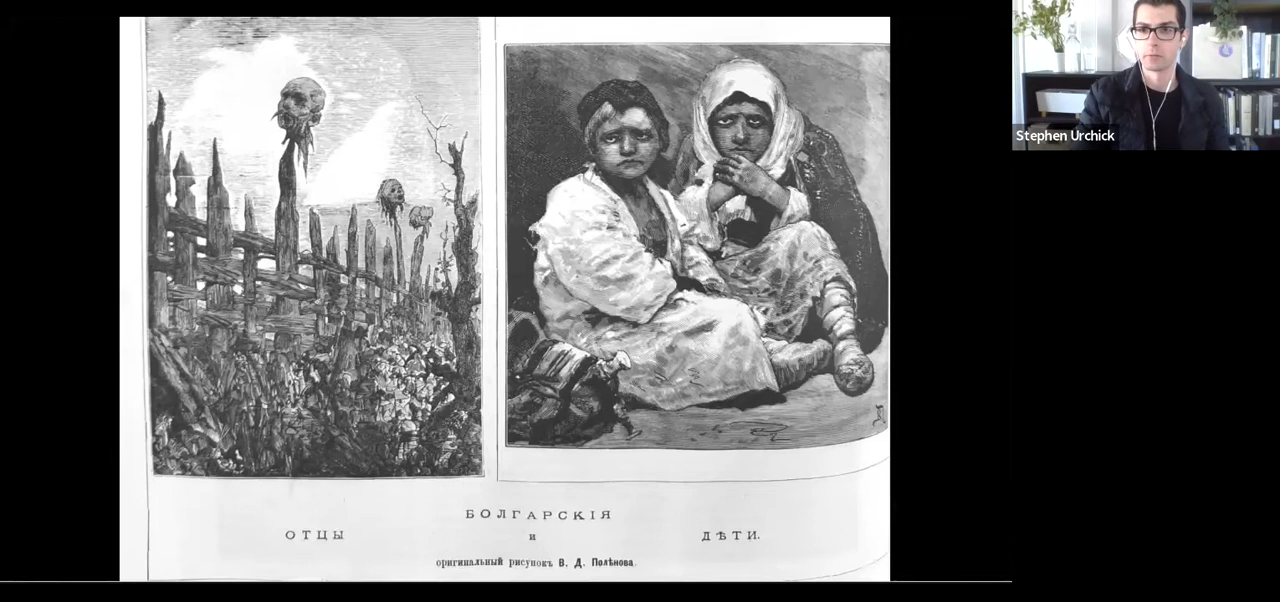 БОЛГАРСКІЯ
ОТЦЫ и ДѢТИ.
оригинальный рисунокъ В. Д. Полѣнова.
Stephen Urchick